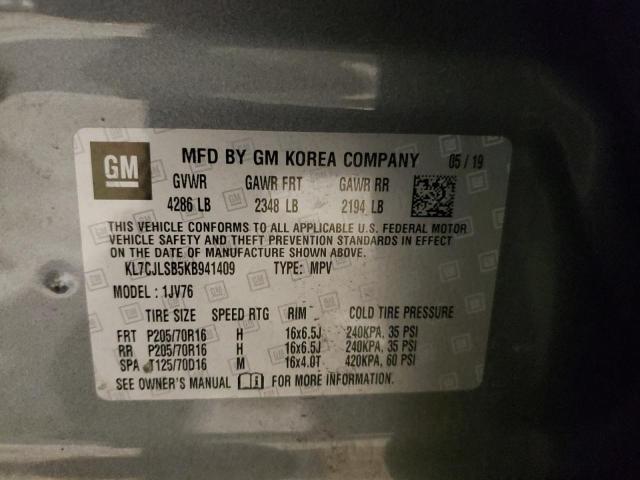 GM MFD BY GM KOREA COMPANY 05/19
GVWR GAWR FRT GAWR RR
4286 LB 2348 LB 2194 LB
THIS VEHICLE CONFORMS TO ALL APPLICABLE U.S. FEDERAL MOTOR
VEHICLE SAFETY AND THEFT PREVENTION STANDARDS IN EFFECT
ON THE DATE OF MANUFACTURE SHOWN ABOVE.
KL7CJLSB5KB941409 TYPE: MPV
MODEL: 1JV76
TIRE SIZE SPEED RTG RIM COLD TIRE PRESSURE
FRT P205/70R16 H 16x6.5J 240KPA, 35 PSI
RR P205/70R16 H 16x6.5J 240KPA, 35 PSI
SPA T125/70D16 M 16x4.0T 420KPA, 60 PSI
SEE OWNER'S MANUAL FOR MORE INFORMATION.